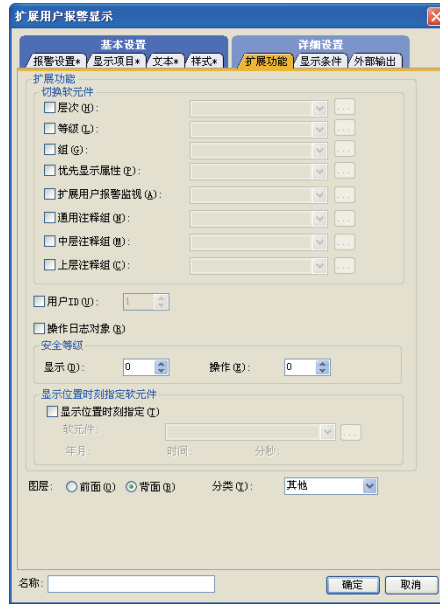 扩展用户报警显示
基本设置 详细设置
报警设置* 显示项目* 文本* 样式* 扩展功能 显示条件 外部输出
扩展功能
切换软元件
层次(H):
等级(L):
组(G):
优先显示属性(P):
扩展用户报警监视(A):
通用注释组(N):
中层注释组(M):
上层注释组(C):
用户ID(U): 1
操作日志对象(R)
安全等级
显示(D): 0 操作(E): 0
显示位置时刻指定软元件
显示位置时刻指定(T)
软元件:
年月: 时间: 分秒:
图层: 前面(O) 背面(B) 分类(I): 其他
名称: 确定 取消